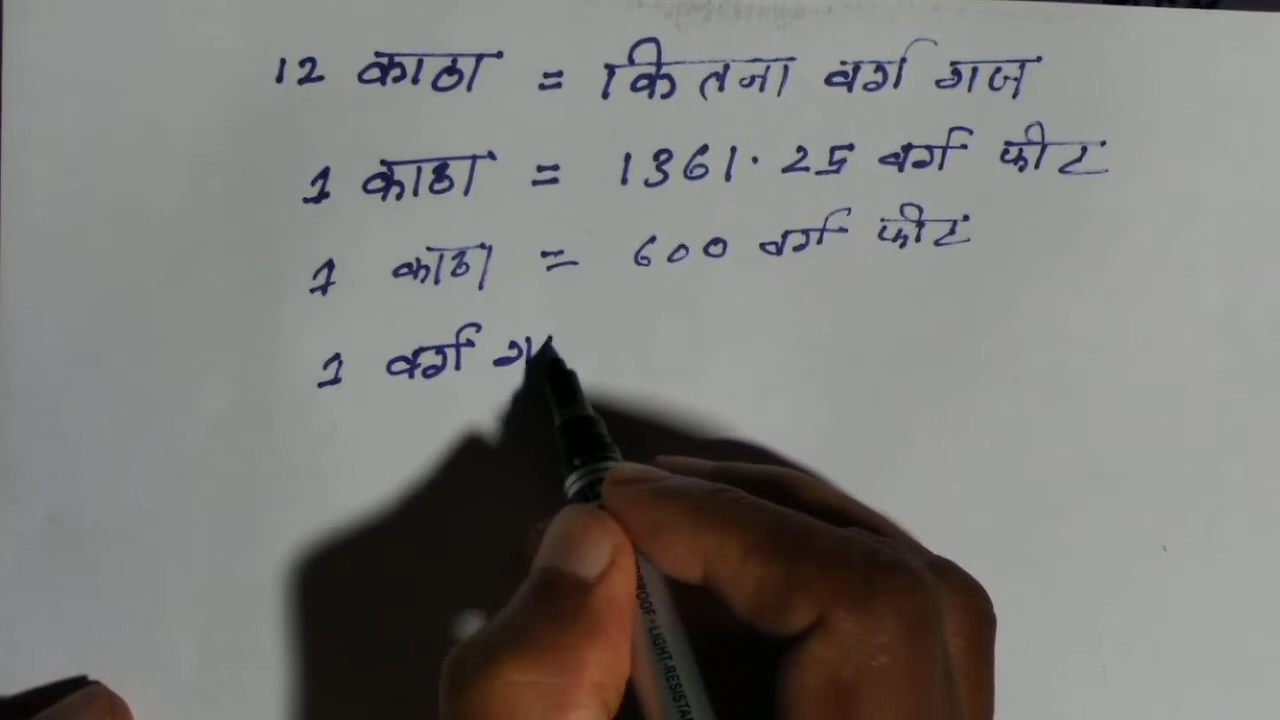 12 काठा = कितना वर्ग गज
1 काठा = 1361.25 वर्ग फीट
1 काठा = 600 वर्ग फीट
1 वर्ग